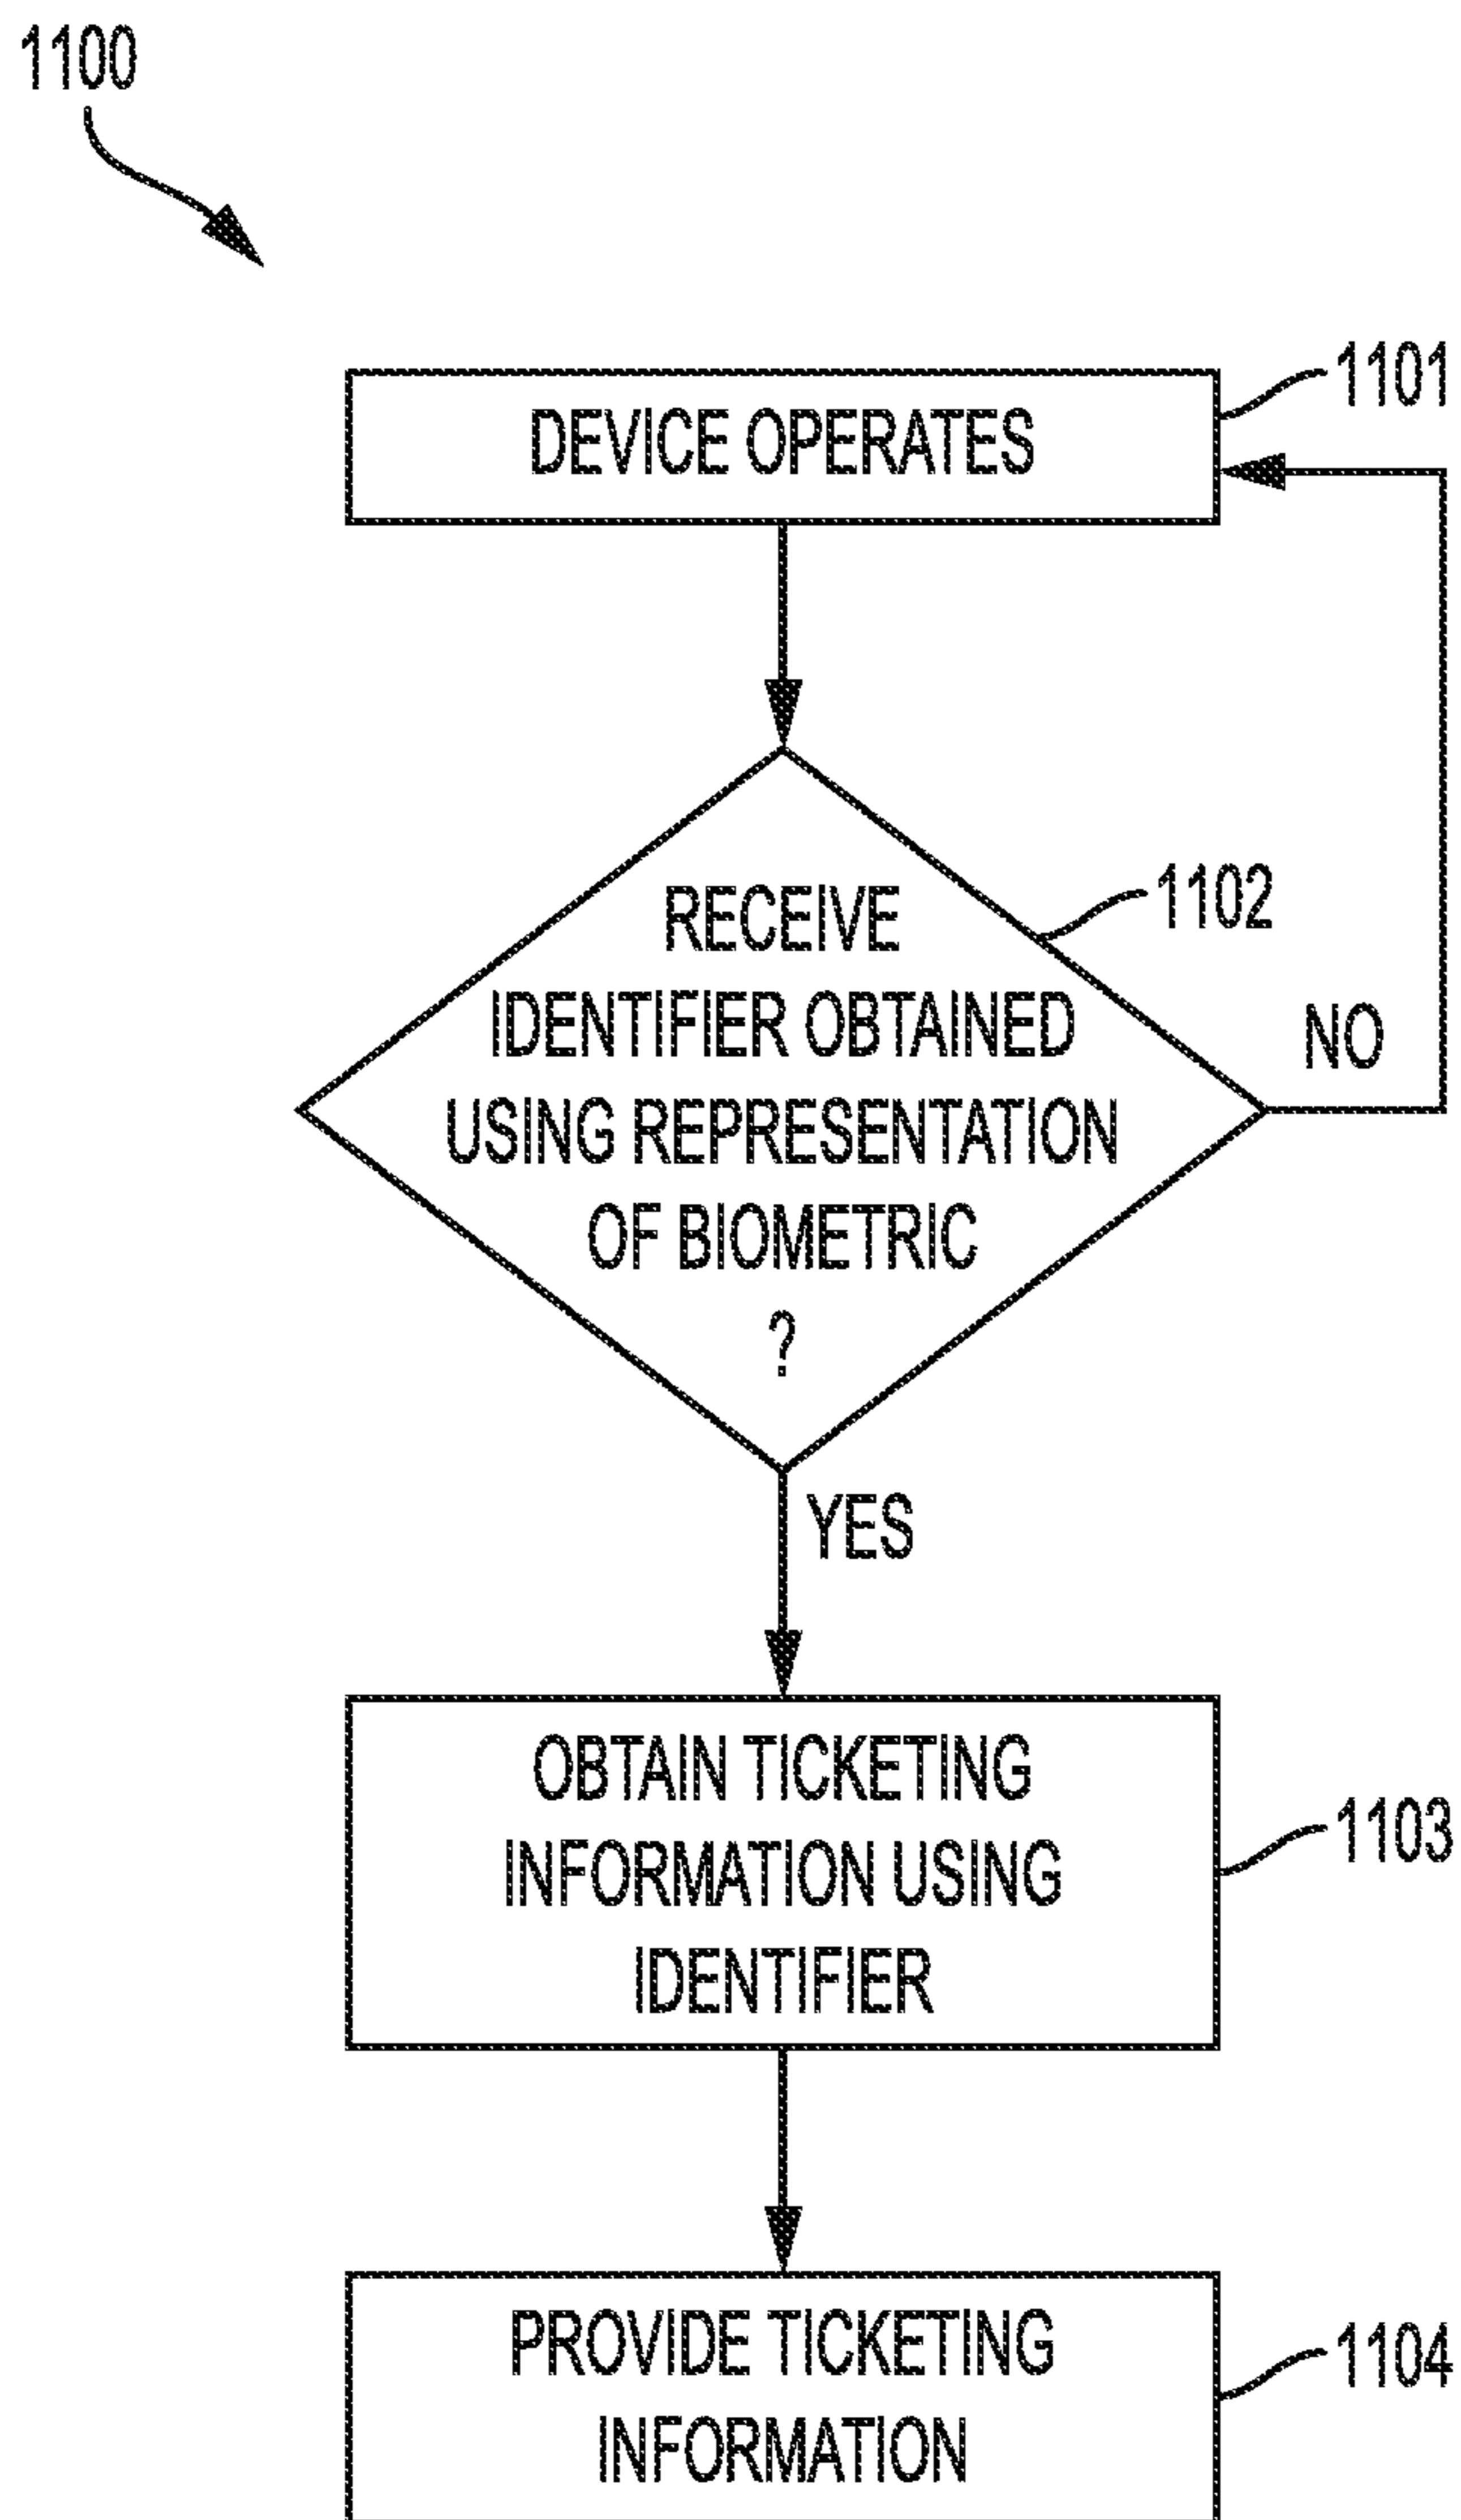 1100
1101
DEVICE OPERATES
1102
RECEIVE
IDENTIFIER OBTAINED
USING REPRESENTATION
OF BIOMETRIC
?
NO
YES
OBTAIN TICKETING
INFORMATION USING
IDENTIFIER
1103
PROVIDE TICKETING
INFORMATION
1104